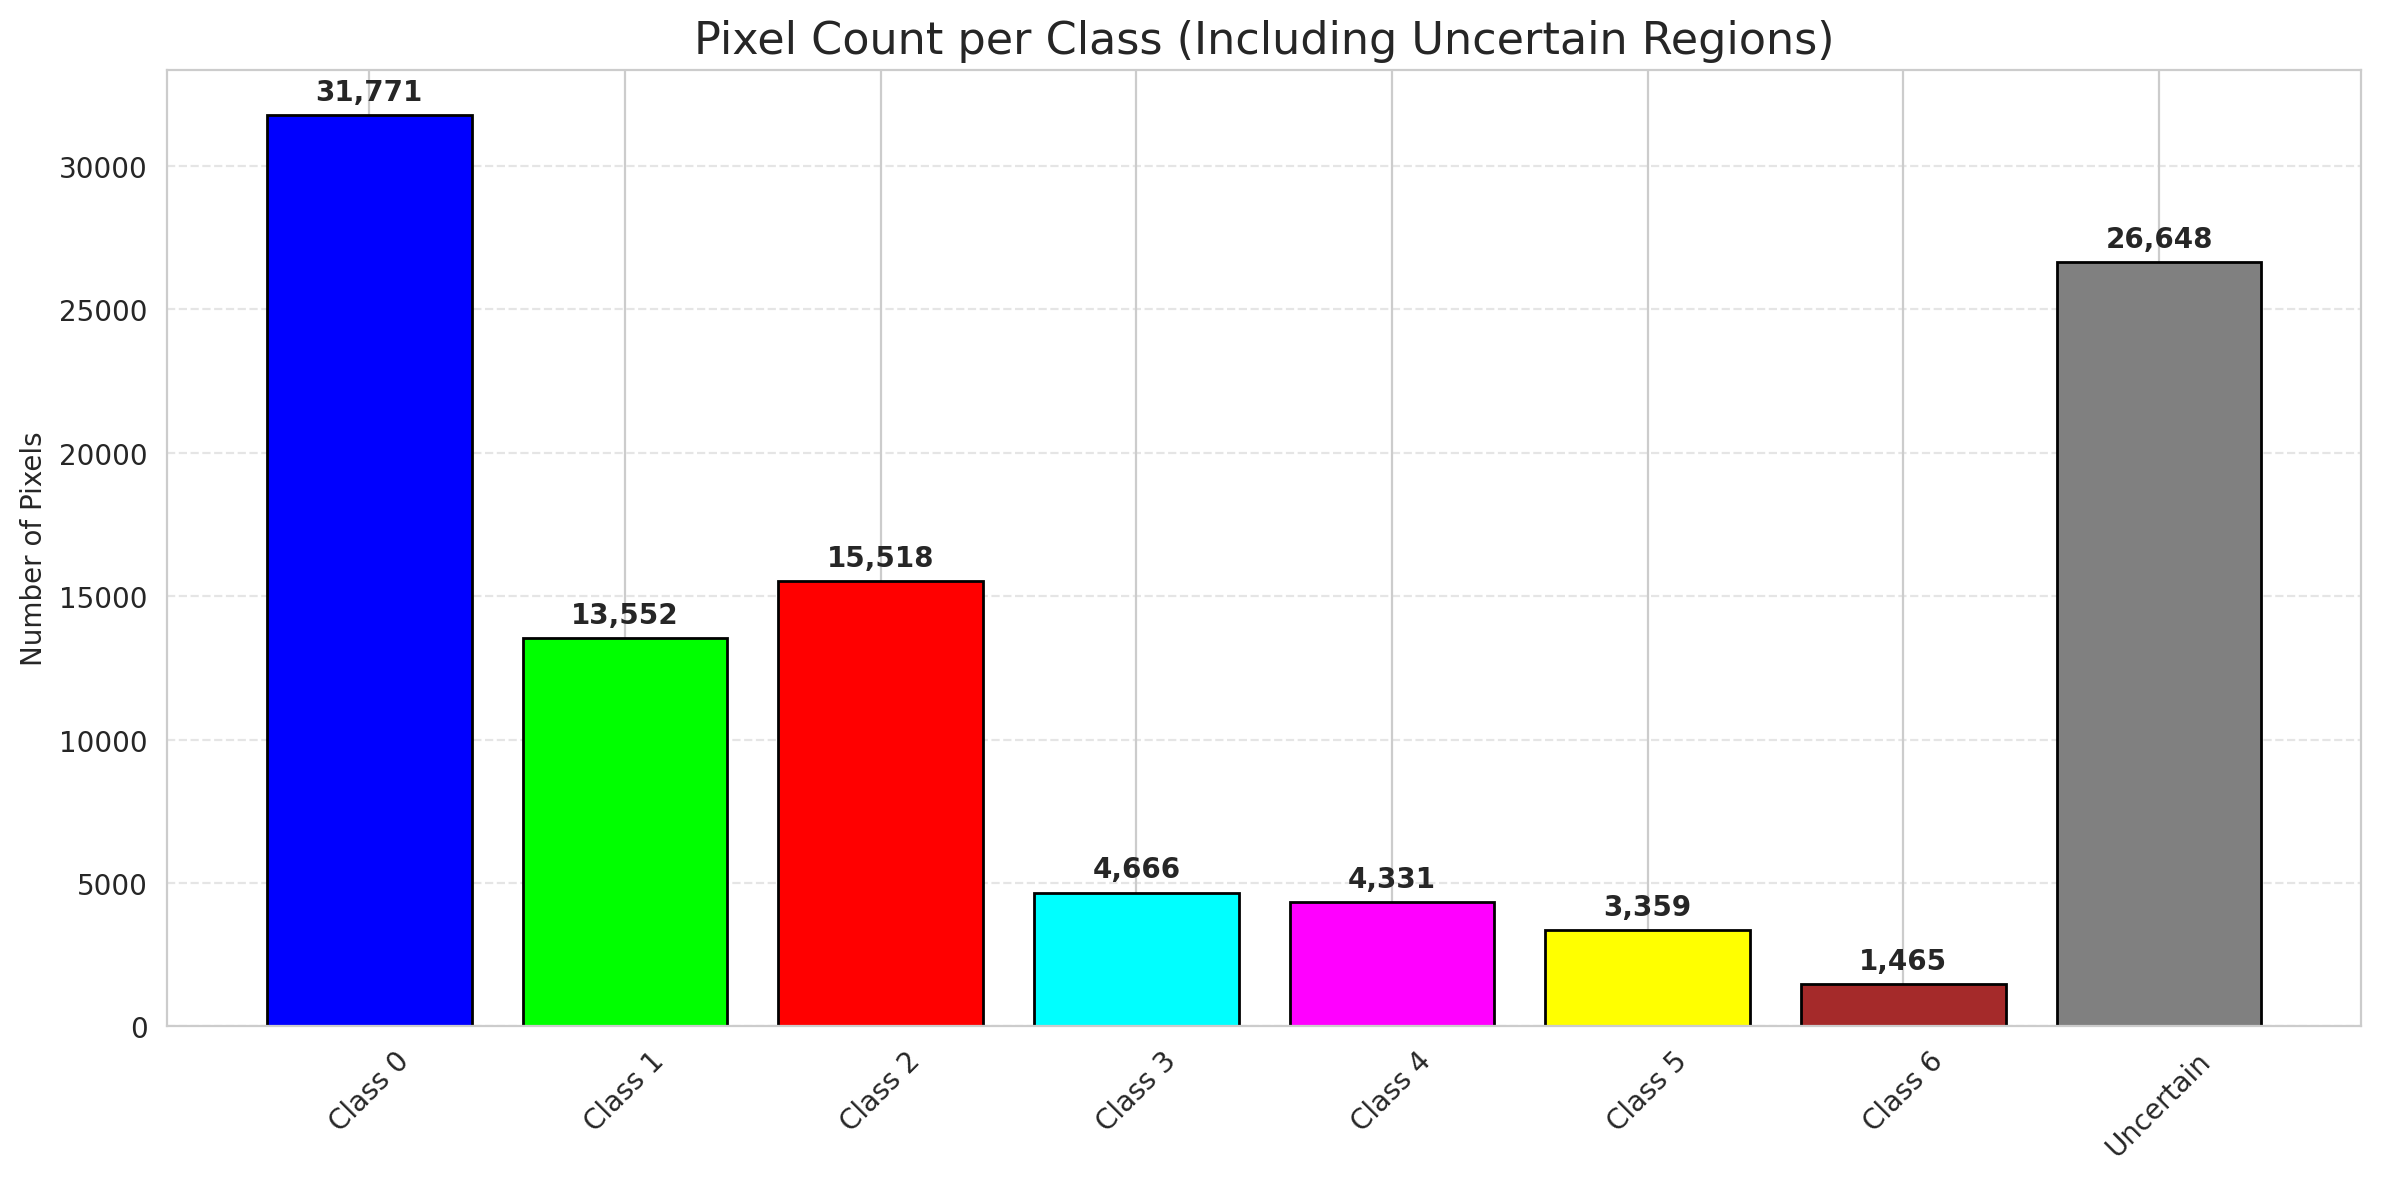 Pixel Count per Class (Including Uncertain Regions)
Number of Pixels
30000
25000
20000
15000
10000
5000
0
31,771
13,552
15,518
4,666
4,331
3,359
1,465
26,648
Class 0
Class 1
Class 2
Class 3
Class 4
Class 5
Class 6
Uncertain